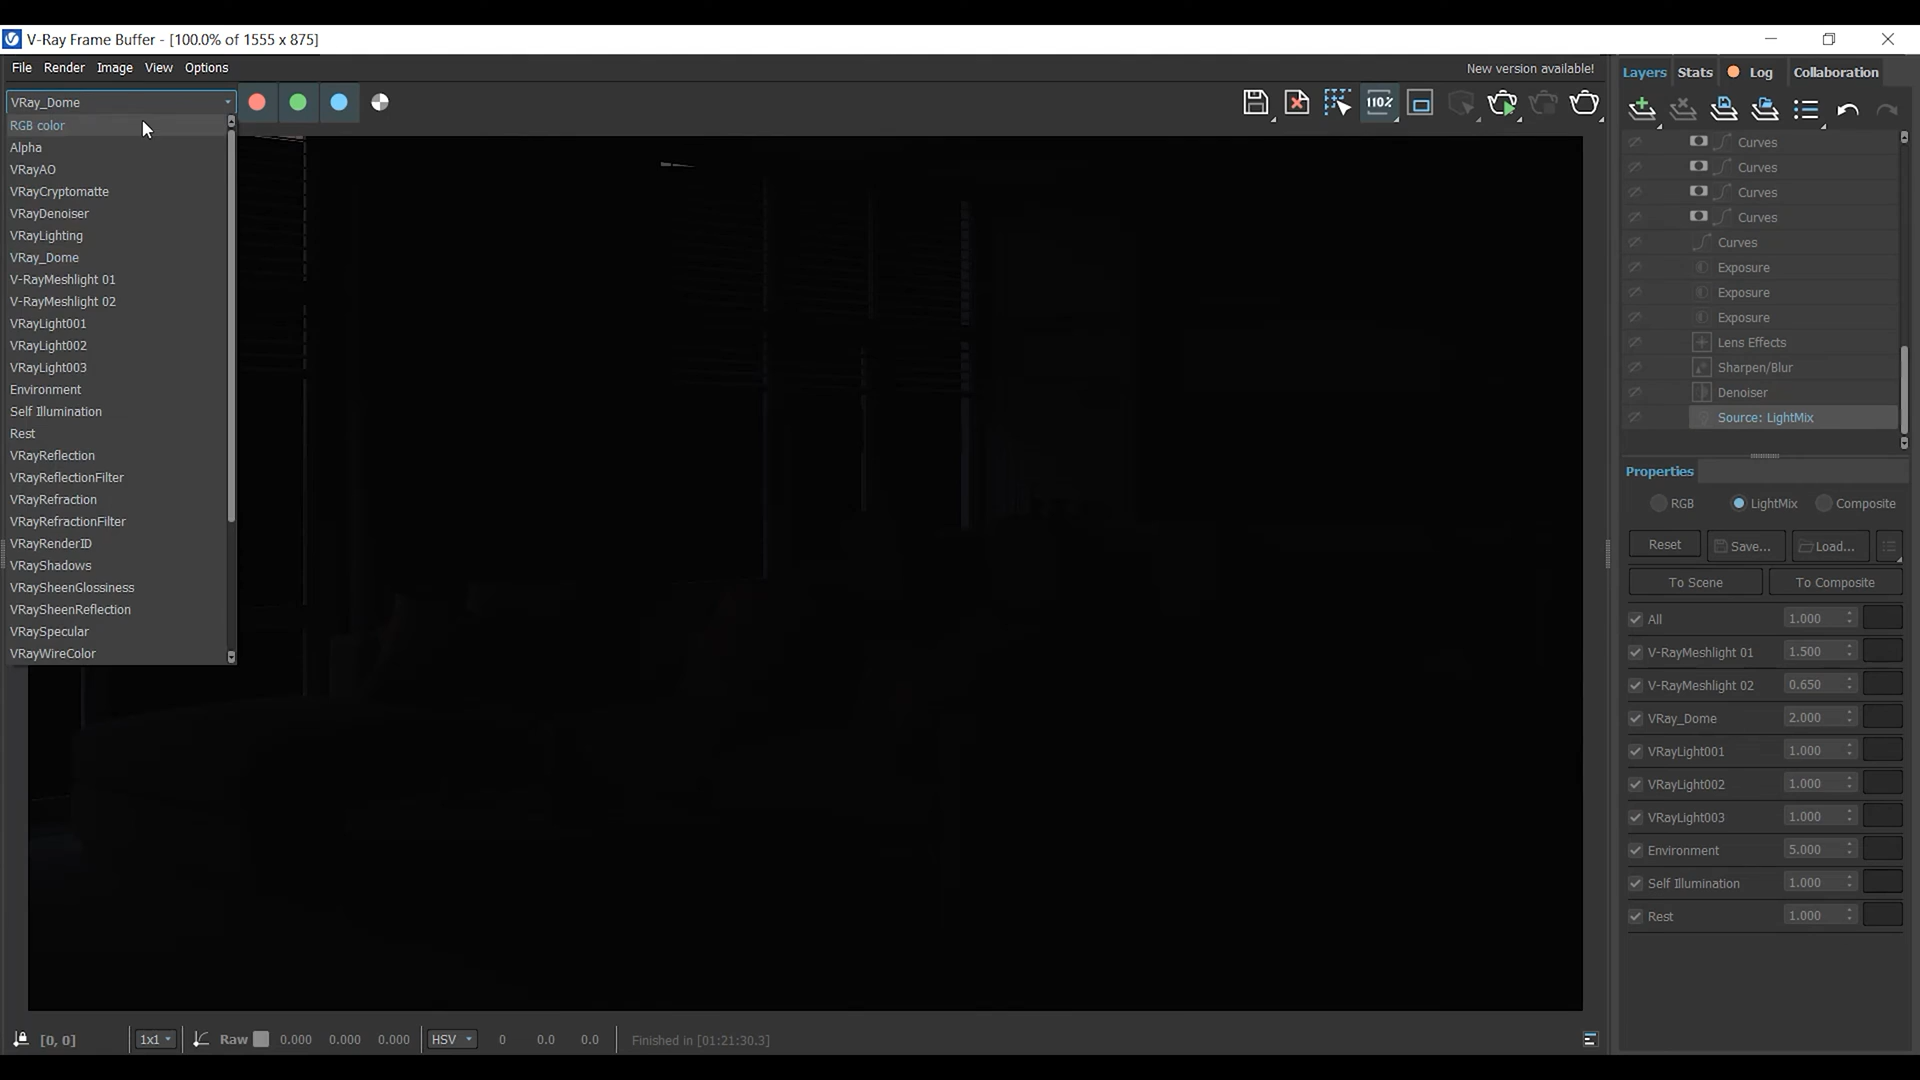 V-Ray Frame Buffer - [100.0% of 1555 x 875]
File Render Image View Options
New version available!
VRay_Dome
RGB color
Alpha
VRayAO
VRayCryptomatte
VRayDenoiser
VRayLighting
VRay_Dome
V-RayMeshlight 01
V-RayMeshlight 02
VRayLight001
VRayLight002
VRayLight003
Environment
Self Illumination
Rest
VRayReflection
VRayReflectionFilter
VRayRefraction
VRayRefractionFilter
VRayRenderID
VRayShadows
VRaySheenGlossiness
VRaySheenReflection
VRaySpecular
VRayWireColor
110%
Layers Stats Log Collaboration
Curves
Curves
Curves
Curves
Curves
Exposure
Exposure
Exposure
Lens Effects
Sharpen/Blur
Denoiser
Source: LightMix
Properties
RGB LightMix Composite
Reset Save... Load...
To Scene To Composite
All 1.000
V-RayMeshlight 01 1.500
V-RayMeshlight 02 0.650
VRay_Dome 2.000
VRayLight001 1.000
VRayLight002 1.000
VRayLight003 1.000
Environment 5.000
Self Illumination 1.000
Rest 1.000
[0, 0] 1x1 Raw 0.000 0.000 0.000 HSV 0 0.0 0.0 Finished in [01:21:30.3]